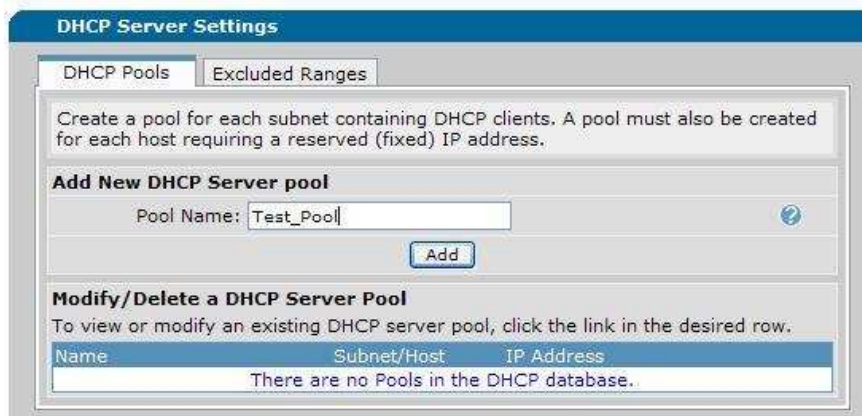 DHCP Server Settings
DHCP Pools
Excluded Ranges
Create a pool for each subnet containing DHCP clients. A pool must also be created
for each host requiring a reserved (fixed) IP address.
Add New DHCP Server pool
Pool Name: Test_Pool
?
Add
Modify/Delete a DHCP Server Pool
To view or modify an existing DHCP server pool, click the link in the desired row.
Name Subnet/Host IP Address
There are no Pools in the DHCP database.